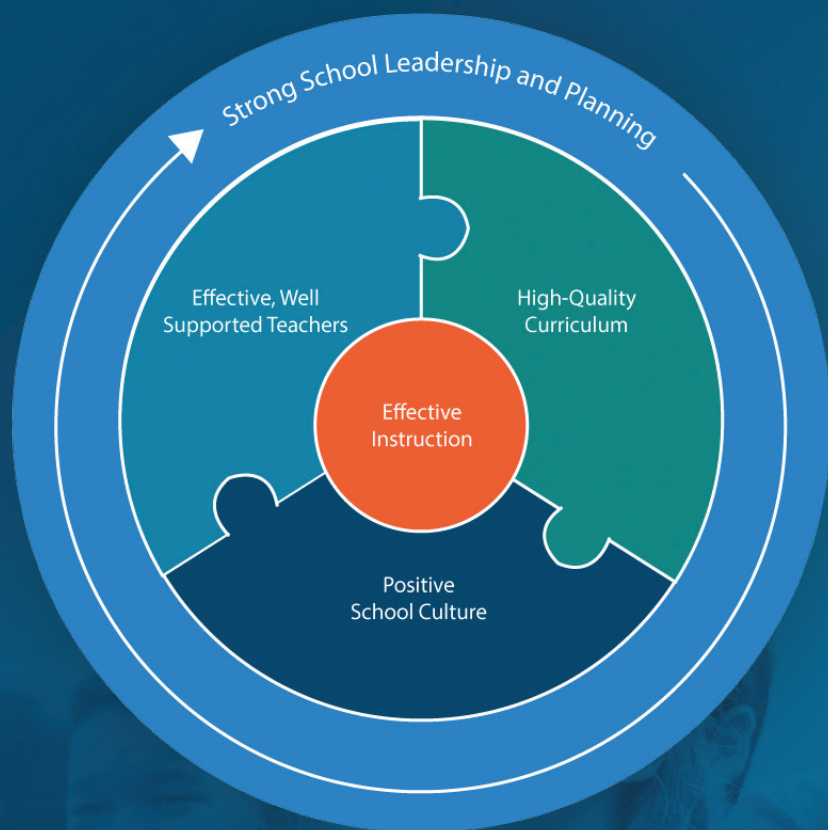 Strong School Leadership and Planning
Effective, Well
Supported Teachers
High-Quality
Curriculum
Effective
Instruction
Positive
School Culture